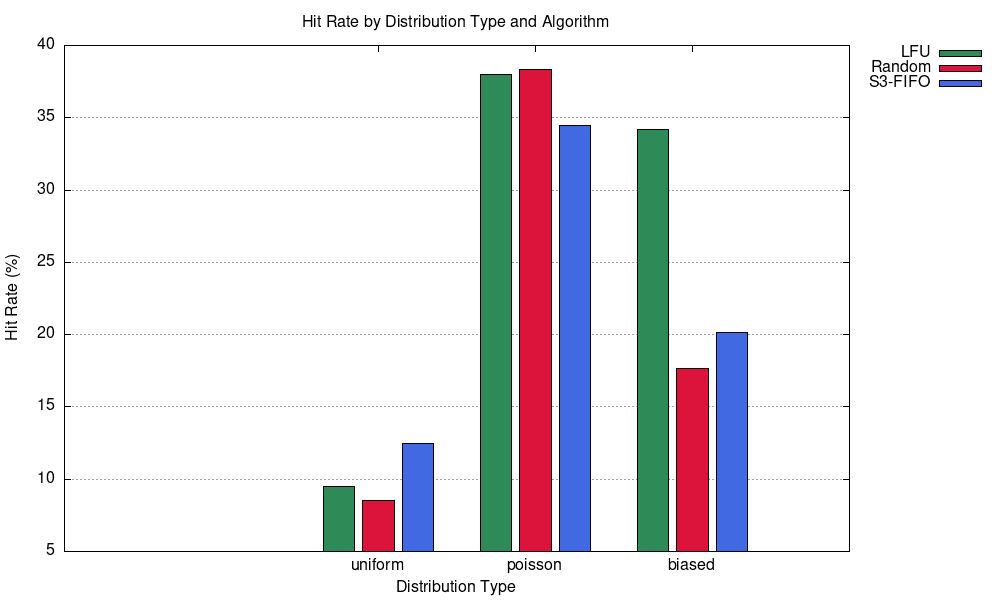 Hit Rate by Distribution Type and Algorithm
LFU
Random
S3-FIFO
Hit Rate (%)
40
35
30
25
20
15
10
5
uniform poisson biased
Distribution Type